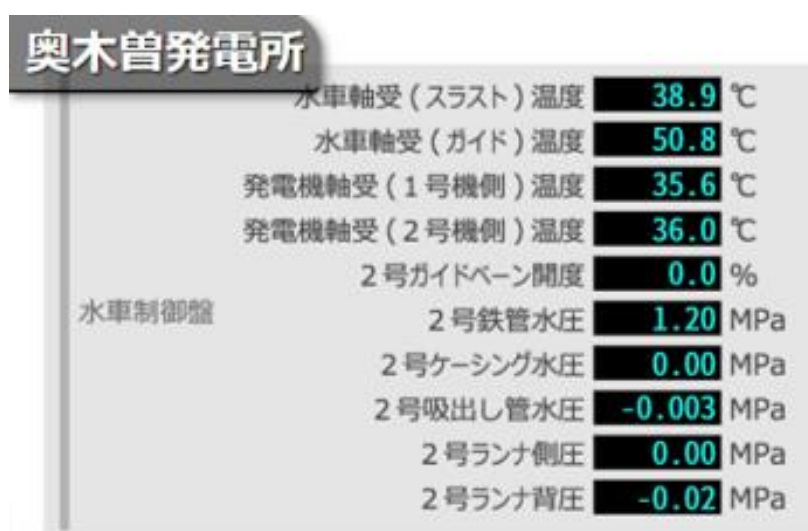 奥木曽発電所
水車軸受(スラスト)温度 38.9 ℃
水車軸受(ガイド)温度 50.8 ℃
発電機軸受(1号機側)温度 35.6 ℃
発電機軸受(2号機側)温度 36.0 ℃
2号ガイドベーン開度 0.0 %
水車制御盤 2号鉄管水圧 1.20 MPa
2号ケーシング水圧 0.00 MPa
2号吸出し管水圧 -0.003 MPa
2号ランナ側圧 0.00 MPa
2号ランナ背圧 -0.02 MPa